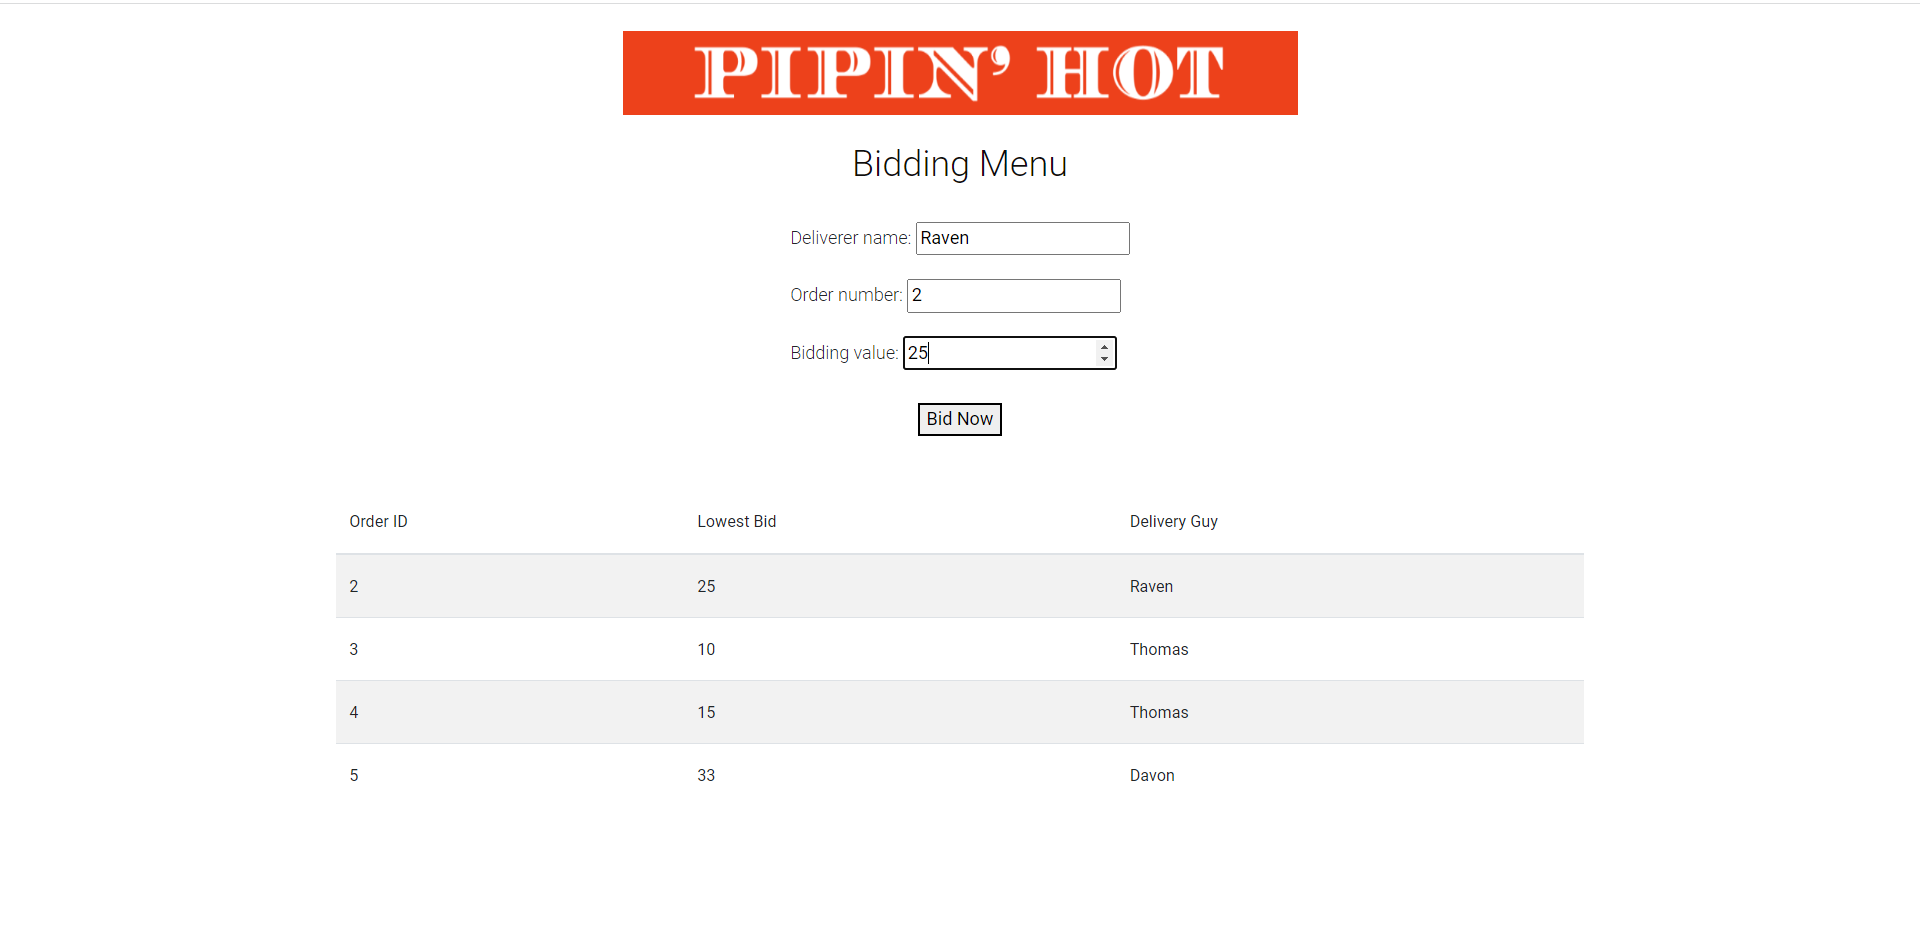 PIPIN' HOT
Bidding Menu
Deliverer name: Raven
Order number: 2
Bidding value: 25
Bid Now
Order ID Lowest Bid Delivery Guy
2 25 Raven
3 10 Thomas
4 15 Thomas
5 33 Davon